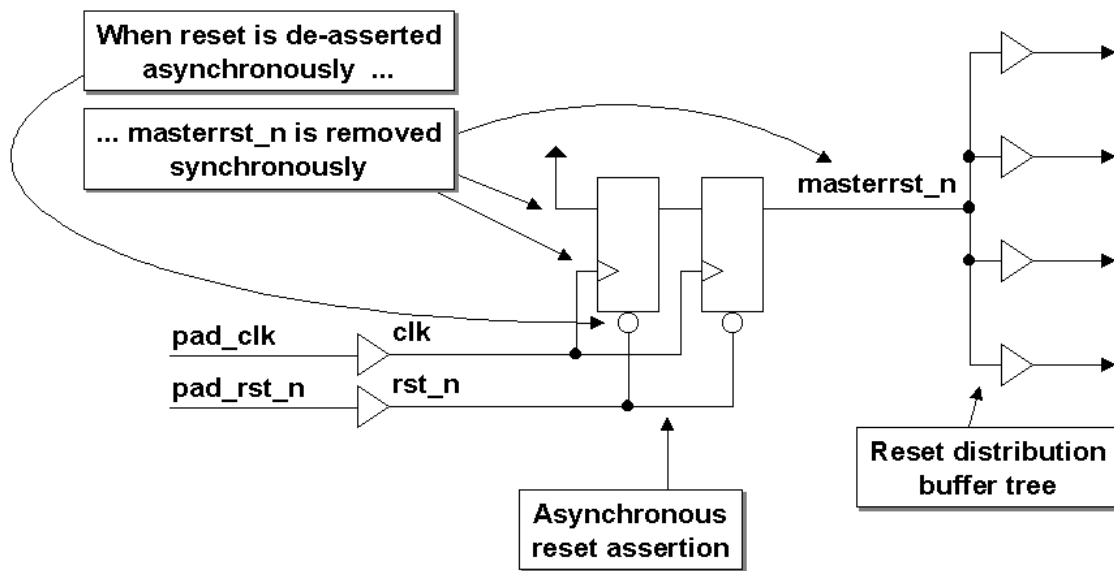 When reset is de-asserted
asynchronously ...
... masterrst_n is removed
synchronously
masterrst_n
pad_clk
clk
pad_rst_n
rst_n
Reset distribution
buffer tree
Asynchronous
reset assertion